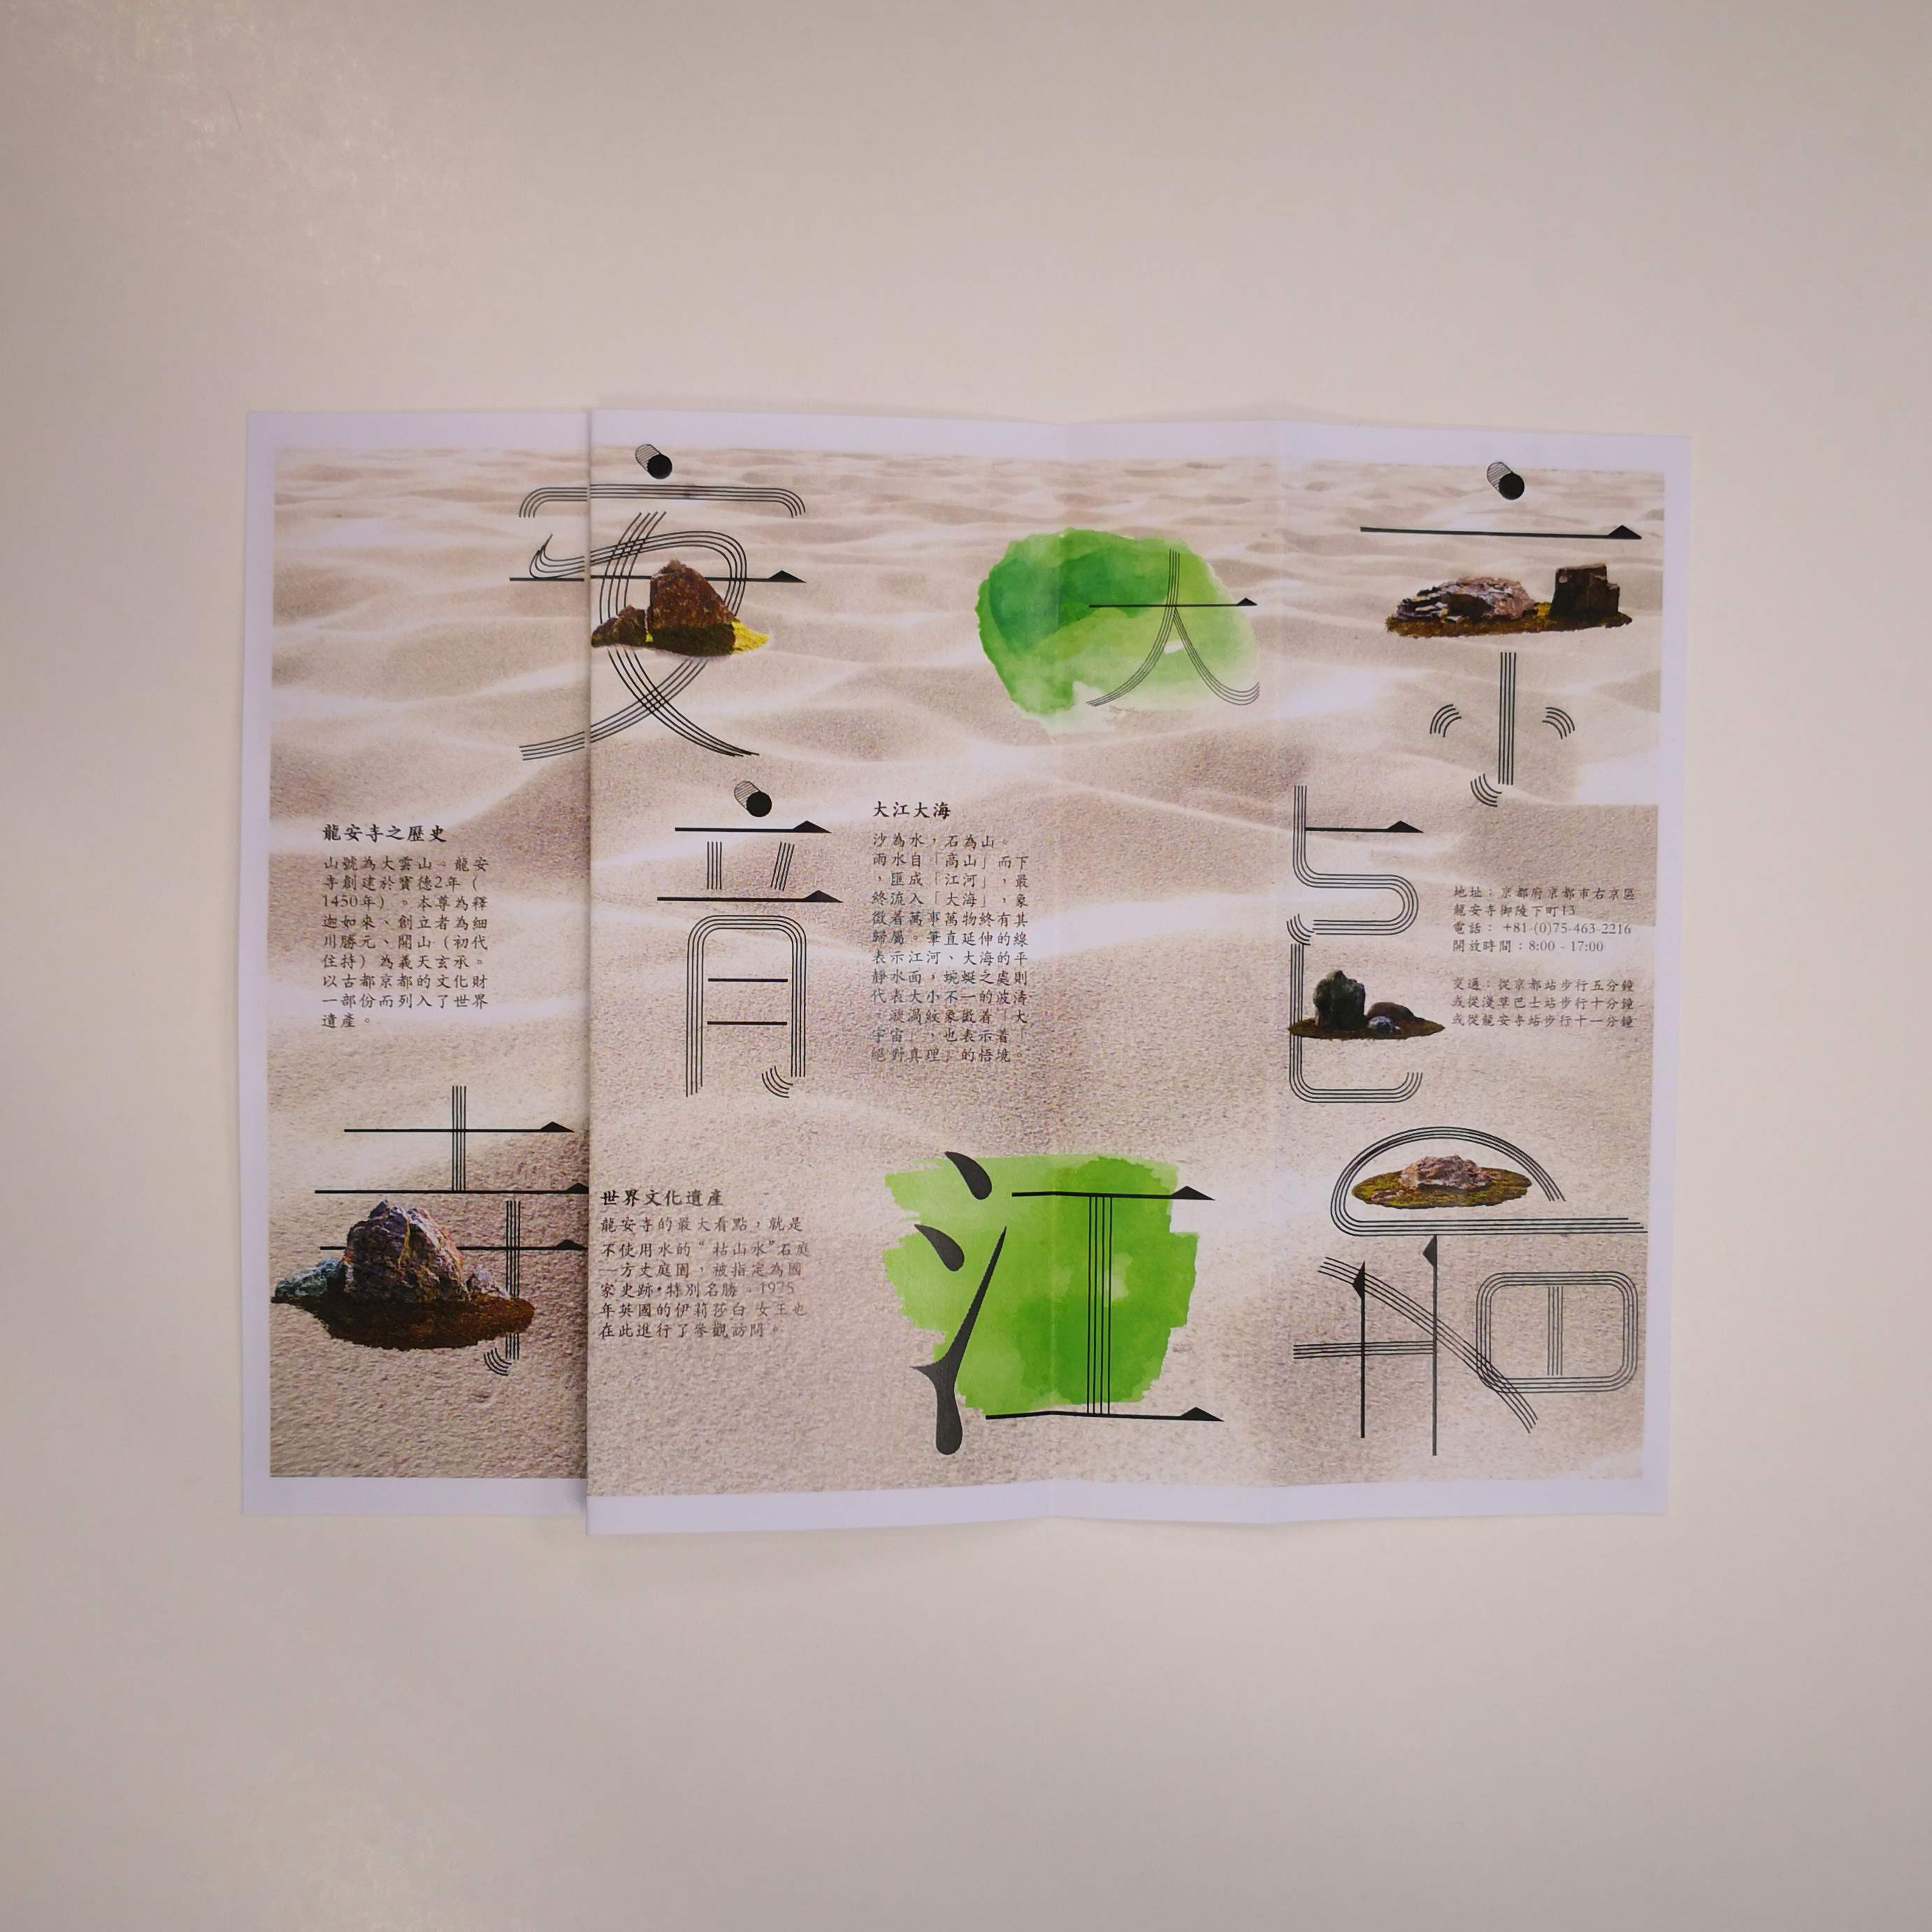 安
大
京
龍安寺之歷史
山號為大雲山。龍安
寺創建於寶德2年（
1450年）。本尊為釋
迦如來、創立者為細
川勝元、開山（初代
住持）為義天玄承。
以古都京都的文化財
一部份而列入了世界
遺產。
寺
大江大海
沙為水，石為山。
雨水自「高山」而下
，匯成「江河」，最
終流入「大海」，象
徵着萬事萬物終有其
歸屬。筆直延伸的線
表示江河、大海的平
靜水面，蜿蜒之處則
代表大小不一的波濤
。漩渦紋象徵着「大
宇宙」，也表示着「
絕對真理」的悟境。
世界文化遺產
龍安寺的最大看點，就是
不使用水的“枯山水”石庭
—方丈庭園，被指定為國
家史跡•特別名勝。1975
年英國的伊莉莎白 女王也
在此進行了參觀訪問。
江
地址：京都府京都市右京區
龍安寺御陵下町13
電話： +81-(0)75-463-2216
開放時間：8:00 - 17:00
交通：從京都站步行五分鐘
或從淺草巴士站步行十分鐘
或從龍安寺站步行十一分鐘